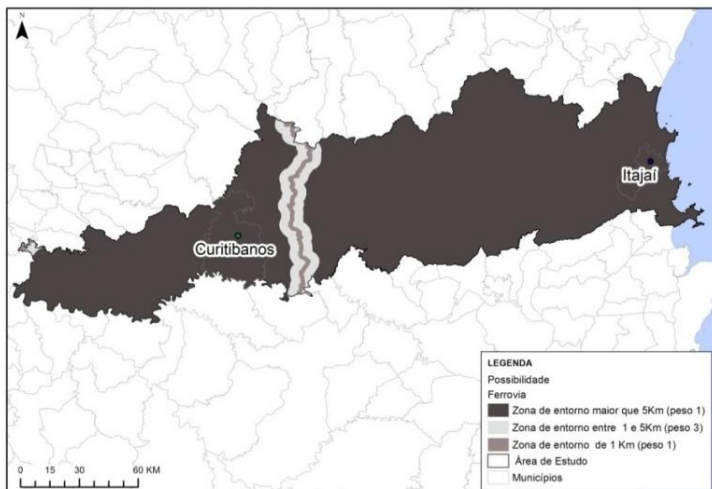 N
Itajaí
Curitibanos
LEGENDA
Possibilidade
Ferrovia
Zona de entorno maior que 5Km (peso 1)
Zona de entorno entre 1 e 5Km (peso 3)
Zona de entorno de 1 Km (peso 1)
Área de Estudo
Municípios
0 15 30 60 KM